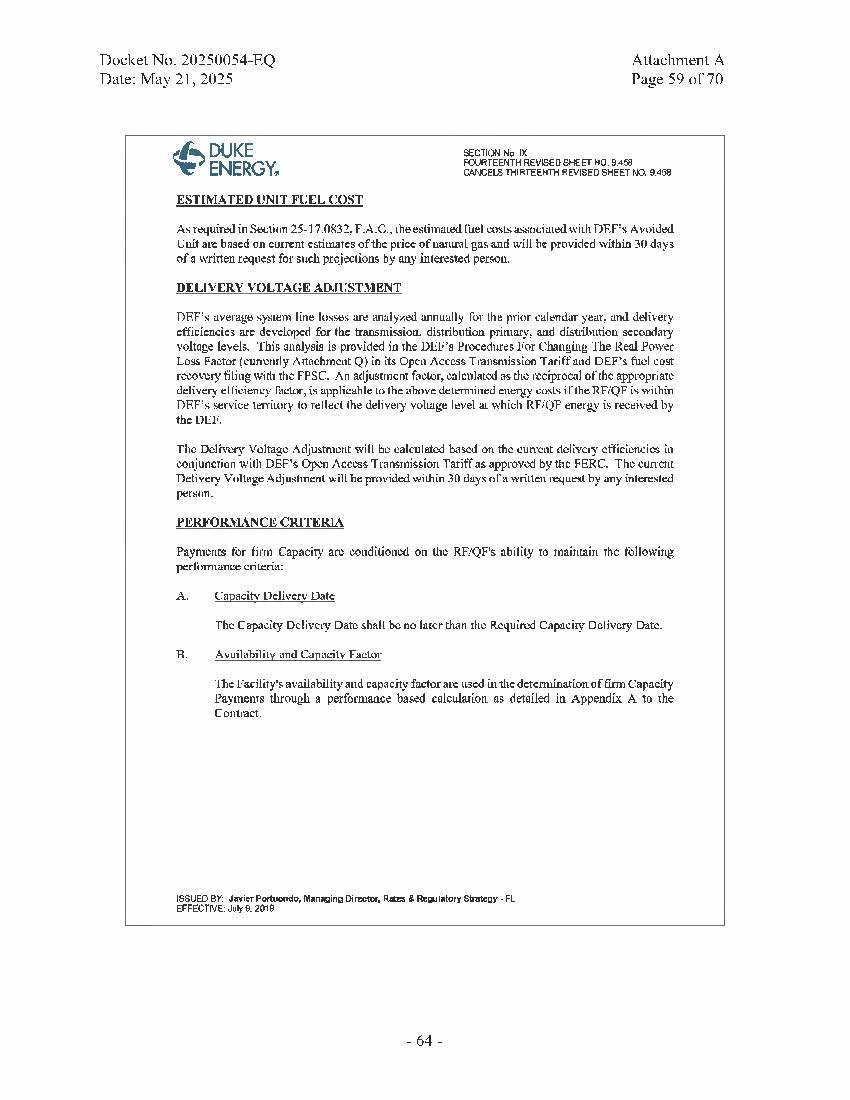 Docket No. 20250054-EQ
Date: May 21, 2025
Attachment A
Page 59 of 70
DUKE
ENERGY®
SECTION No. IX
FOURTEENTH REVISED SHEET NO. 9.458
CANCELS THIRTEENTH REVISED SHEET NO. 9.458
ESTIMATED UNIT FUEL COST
As required in Section 25-17.0832, F.A.C., the estimated fuel costs associated with DEF's Avoided
Unit are based on current estimates of the price of natural gas and will be provided within 30 days
of a written request for such projections by any interested person.
DELIVERY VOLTAGE ADJUSTMENT
DEF's average system line losses are analyzed annually for the prior calendar year, and delivery
efficiencies are developed for the transmission, distribution primary, and distribution secondary
voltage levels. This analysis is provided in the DEF's Procedures For Changing The Real Power
Loss Factor (currently Attachment Q) in its Open Access Transmission Tariff and DEF's fuel cost
recovery filing with the FPSC. An adjustment factor, calculated as the reciprocal of the appropriate
delivery efficiency factor, is applicable to the above determined energy costs if the RF/QF is within
DEF's service territory to reflect the delivery voltage level at which RF/QF energy is received by
the DEF.
The Delivery Voltage Adjustment will be calculated based on the current delivery efficiencies in
conjunction with DEF's Open Access Transmission Tariff as approved by the FERC. The current
Delivery Voltage Adjustment will be provided within 30 days of a written request by any interested
person.
PERFORMANCE CRITERIA
Payments for firm Capacity are conditioned on the RF/QF's ability to maintain the following
performance criteria:
A. Capacity Delivery Date
The Capacity Delivery Date shall be no later than the Required Capacity Delivery Date.
B. Availability and Capacity Factor
The Facility's availability and capacity factor are used in the determination of firm Capacity
Payments through a performance based calculation as detailed in Appendix A to the
Contract.
ISSUED BY: Javier Portuondo, Managing Director, Rates & Regulatory Strategy - FL
EFFECTIVE: July 9, 2018
- 64 -